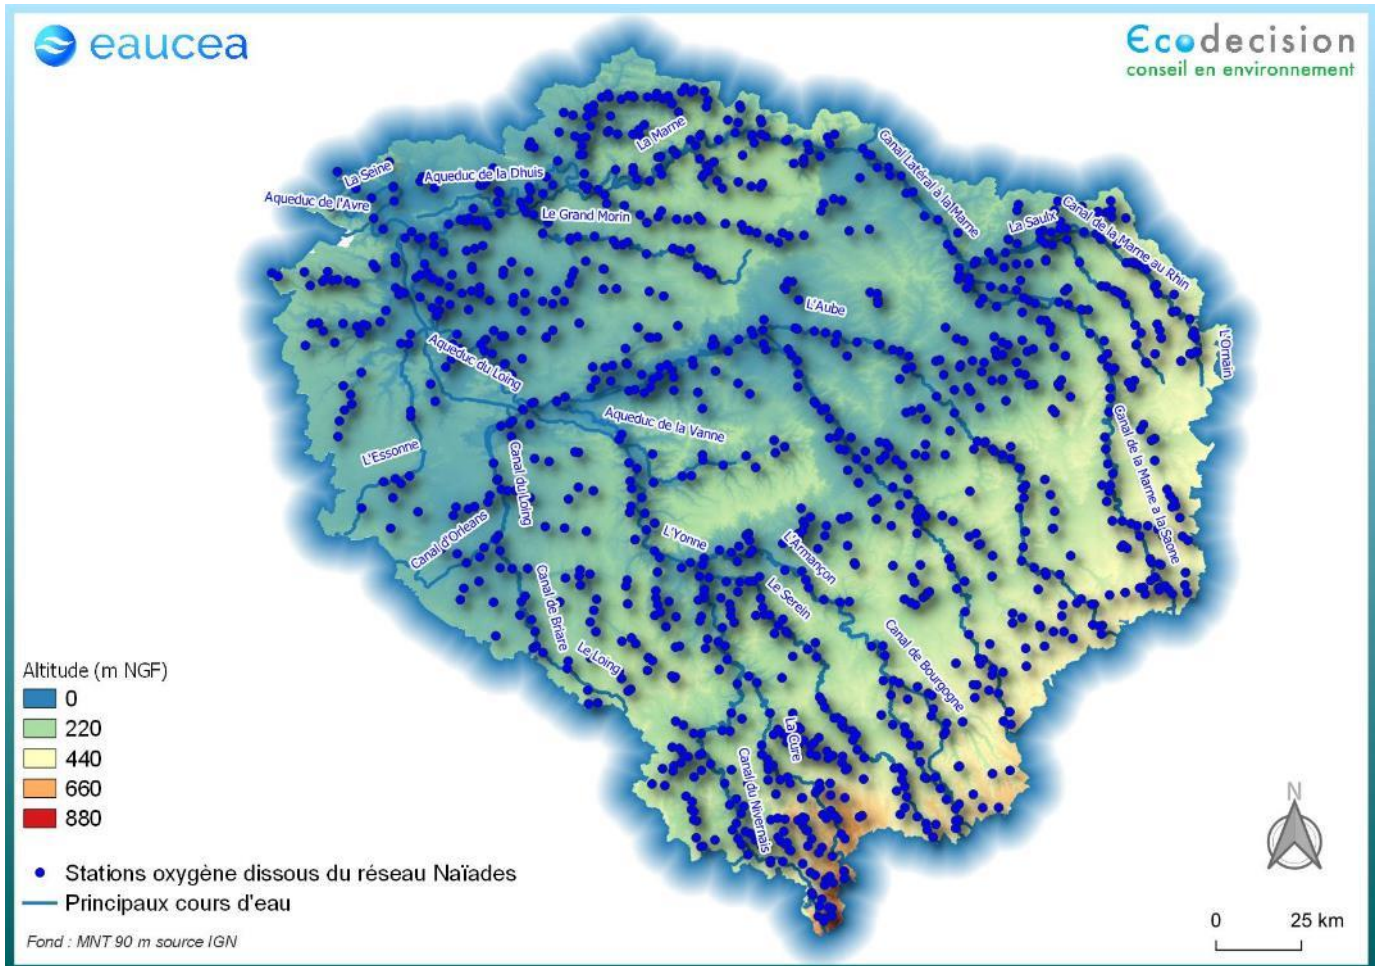 eaucea
Ecodecision
conseil en environnement
La Marne
Canal Latéral à la Marne
La Seine
Aqueduc de la Dhuis
Aqueduc de l'Avre
Le Grand Morin
La Saulx
Canal de la Marne au Rhin
L'Aube
L'Ornain
Aqueduc du Loing
Aqueduc de la Vanne
L'Essonne
Canal du Loing
Canal de la Marne a la Saone
Canal d'Orleans
L'Yonne
L'Armançon
Canal de Briare
Le Serein
Le Loing
Canal de Bourgogne
La Cure
Canal du Nivernais
Altitude (m NGF)
0
220
440
660
880
Stations oxygène dissous du réseau Naïades
Principaux cours d'eau
Fond : MNT 90 m source IGN
N
0 25 km